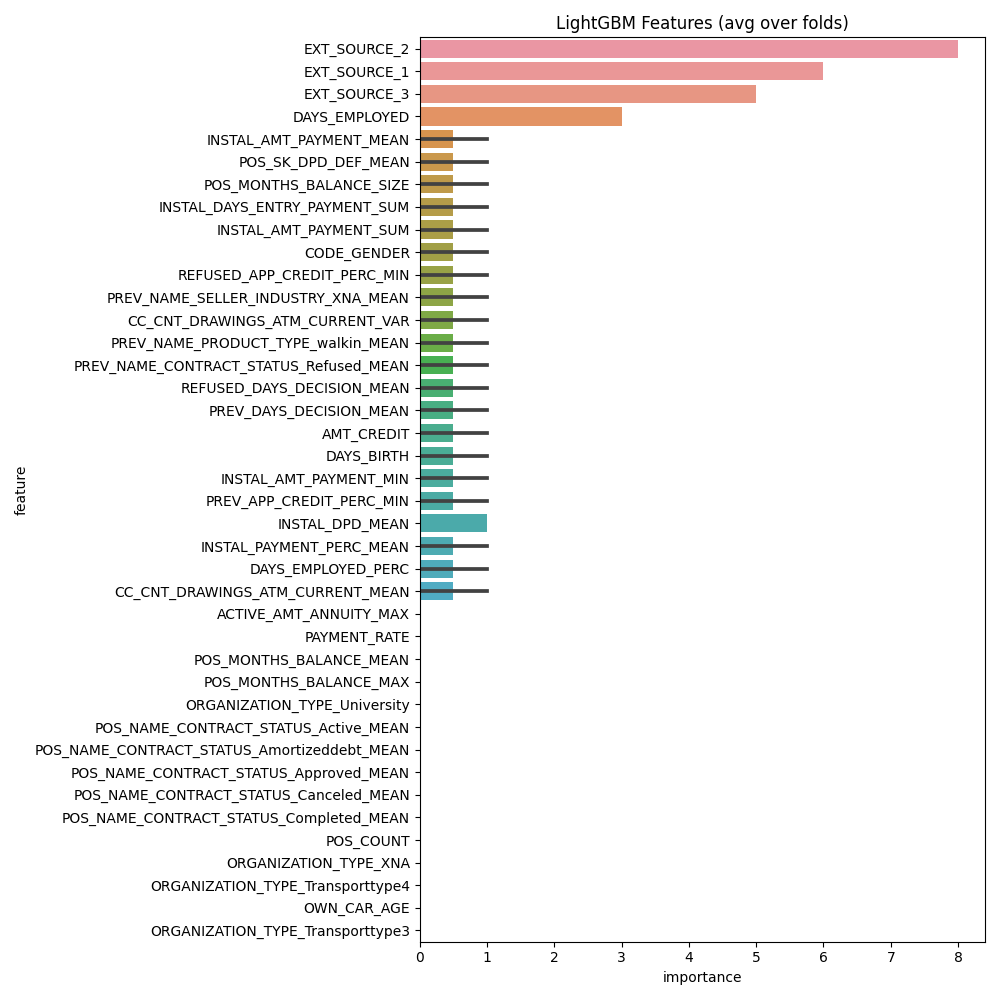 LightGBM Features (avg over folds)
EXT_SOURCE_2
EXT_SOURCE_1
EXT_SOURCE_3
DAYS_EMPLOYED
INSTAL_AMT_PAYMENT_MEAN
POS_SK_DPD_DEF_MEAN
POS_MONTHS_BALANCE_SIZE
INSTAL_DAYS_ENTRY_PAYMENT_SUM
INSTAL_AMT_PAYMENT_SUM
CODE_GENDER
REFUSED_APP_CREDIT_PERC_MIN
PREV_NAME_SELLER_INDUSTRY_XNA_MEAN
CC_CNT_DRAWINGS_ATM_CURRENT_VAR
PREV_NAME_PRODUCT_TYPE_walkin_MEAN
PREV_NAME_CONTRACT_STATUS_Refused_MEAN
REFUSED_DAYS_DECISION_MEAN
PREV_DAYS_DECISION_MEAN
AMT_CREDIT
DAYS_BIRTH
INSTAL_AMT_PAYMENT_MIN
PREV_APP_CREDIT_PERC_MIN
INSTAL_DPD_MEAN
INSTAL_PAYMENT_PERC_MEAN
DAYS_EMPLOYED_PERC
CC_CNT_DRAWINGS_ATM_CURRENT_MEAN
ACTIVE_AMT_ANNUITY_MAX
PAYMENT_RATE
POS_MONTHS_BALANCE_MEAN
POS_MONTHS_BALANCE_MAX
ORGANIZATION_TYPE_University
POS_NAME_CONTRACT_STATUS_Active_MEAN
POS_NAME_CONTRACT_STATUS_Amortizeddebt_MEAN
POS_NAME_CONTRACT_STATUS_Approved_MEAN
POS_NAME_CONTRACT_STATUS_Canceled_MEAN
POS_NAME_CONTRACT_STATUS_Completed_MEAN
POS_COUNT
ORGANIZATION_TYPE_XNA
ORGANIZATION_TYPE_Transporttype4
OWN_CAR_AGE
ORGANIZATION_TYPE_Transporttype3
feature
0 1 2 3 4 5 6 7 8
importance